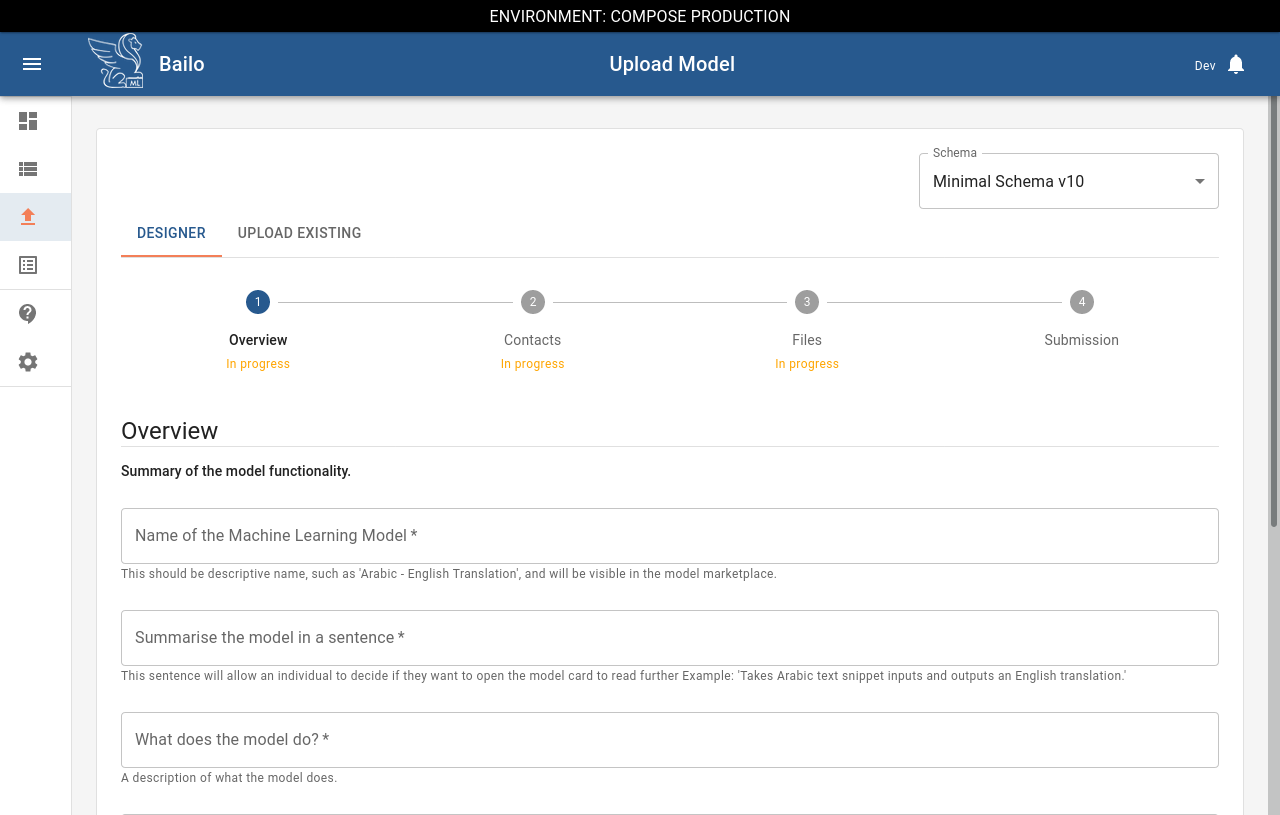 ENVIRONMENT: COMPOSE PRODUCTION
ML
Bailo
Upload Model
Dev
Schema
Minimal Schema v10
DESIGNER
UPLOAD EXISTING
1
2
3
4
Overview
Contacts
Files
Submission
In progress
In progress
In progress
Overview
Summary of the model functionality.
Name of the Machine Learning Model *
This should be descriptive name, such as 'Arabic - English Translation', and will be visible in the model marketplace.
Summarise the model in a sentence *
This sentence will allow an individual to decide if they want to open the model card to read further Example: 'Takes Arabic text snippet inputs and outputs an English translation.'
What does the model do? *
A description of what the model does.